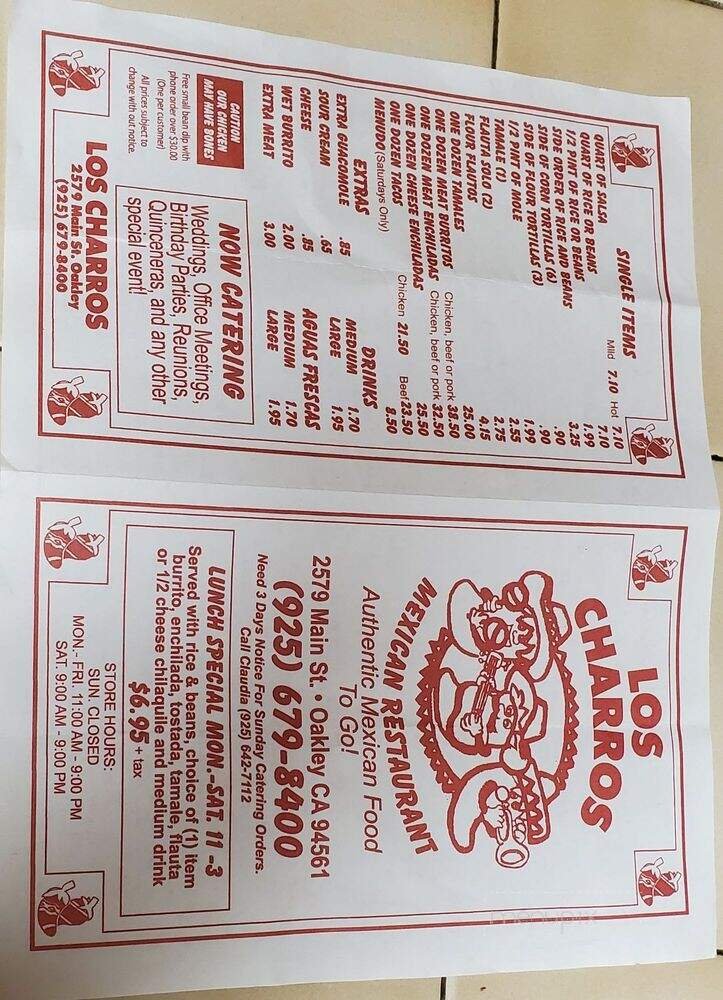 SINGLE ITEMS
QUART OF SALSA Mild 7.10 Hot 7.10
QUART OF RICE OR BEANS 7.10
1/2 PINT OF RICE OR BEANS 1.99
SIDE ORDER OF RICE AND BEANS 3.25
SIDE OF CORN TORTILLAS (6) .90
SIDE OF FLOUR TORTILLAS (3) .90
1/2 PINT OF MOLE 1.99
TAMALE (1) 2.55
FLAUTA SOLO (2) 2.75
FLOUR FLAUTOS 4.15
ONE DOZEN TAMALES 25.00
ONE DOZEN MEAT BURRITOS Chicken, beef or pork 38.50
ONE DOZEN MEAT ENCHILADAS Chicken, beef or pork 32.50
ONE DOZEN CHEESE ENCHILADAS 25.50
ONE DOZEN TACOS Chicken 21.50 Beef 23.50
MENUDO (Saturdays Only) 8.50
EXTRAS
EXTRA GUACAMOLE .85
SOUR CREAM .65
CHEESE .85
WET BURRITO 2.00
EXTRA MEAT 3.00
DRINKS
MEDIUM 1.70
LARGE 1.95
AGUAS FRESCAS
MEDIUM 1.70
LARGE 1.95
CAUTION
OUR CHICKEN
MAY HAVE BONES
Free small bean dip with
phone order over $30.00
(One per customer)
All prices subject to
change with out notice.
NOW CATERING
Weddings, Office Meetings,
Birthday Parties, Reunions,
Quinceneras, and any other
special event!
LOS CHARROS
2579 Main St. Oakley
(925) 679-8400
LOS
CHARROS
MEXICAN RESTAURANT
Authentic Mexican Food
To Go!
2579 Main St. • Oakley CA 94561
(925) 679-8400
Need 3 Days Notice For Sunday Catering Orders.
Call Claudia (925) 642-7112
LUNCH SPECIAL MON.-SAT. 11 -3
Served with rice & beans, choice of (1) item
burrito, enchilada, tostada, tamale, flauta
or 1/2 cheese chilaquile and medium drink
$6.95 + tax
STORE HOURS:
SUN. CLOSED
MON.- FRI. 11:00 AM - 9:00 PM
SAT. 9:00 AM - 9:00 PM